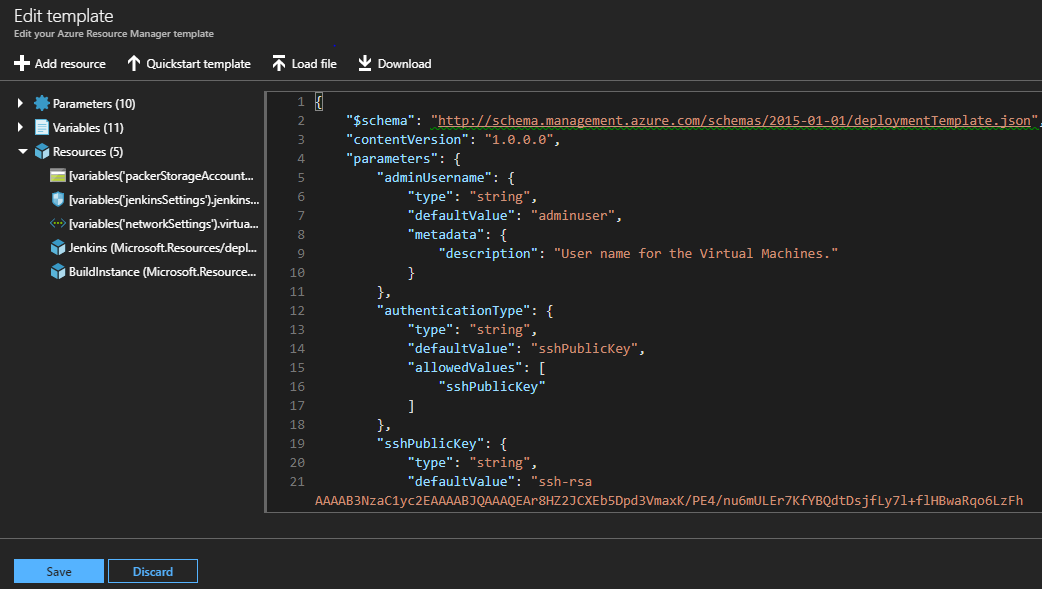 Edit template
Edit your Azure Resource Manager template
Add resource Quickstart template Load file Download
Parameters (10)
Variables (11)
Resources (5)
[variables('packerStorageAccount...
[variables('jenkinsSettings').jenkins...
[variables('networkSettings').virtua...
Jenkins (Microsoft.Resources/depl...
BuildInstance (Microsoft.Resource...
1 {
2 "$schema": "http://schema.management.azure.com/schemas/2015-01-01/deploymentTemplate.json",
3 "contentVersion": "1.0.0.0",
4 "parameters": {
5 "adminUsername": {
6 "type": "string",
7 "defaultValue": "adminuser",
8 "metadata": {
9 "description": "User name for the Virtual Machines."
10 }
11 },
12 "authenticationType": {
13 "type": "string",
14 "defaultValue": "sshPublicKey",
15 "allowedValues": [
16 "sshPublicKey"
17 ]
18 },
19 "sshPublicKey": {
20 "type": "string",
21 "defaultValue": "ssh-rsa
AAAAB3NzaC1yc2EAAAABJQAAAQEAr8HZ2JCXEb5Dpd3VmaxK/PE4/nu6mULEr7KfYBQdtDsjfLy7l+flHBwaRqo6LzFh
Save Discard